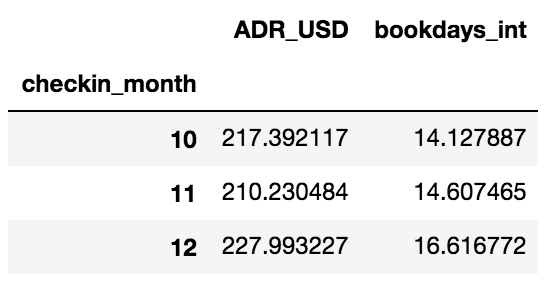 ADR_USD bookdays_int
checkin_month
10 217.392117 14.127887
11 210.230484 14.607465
12 227.993227 16.616772